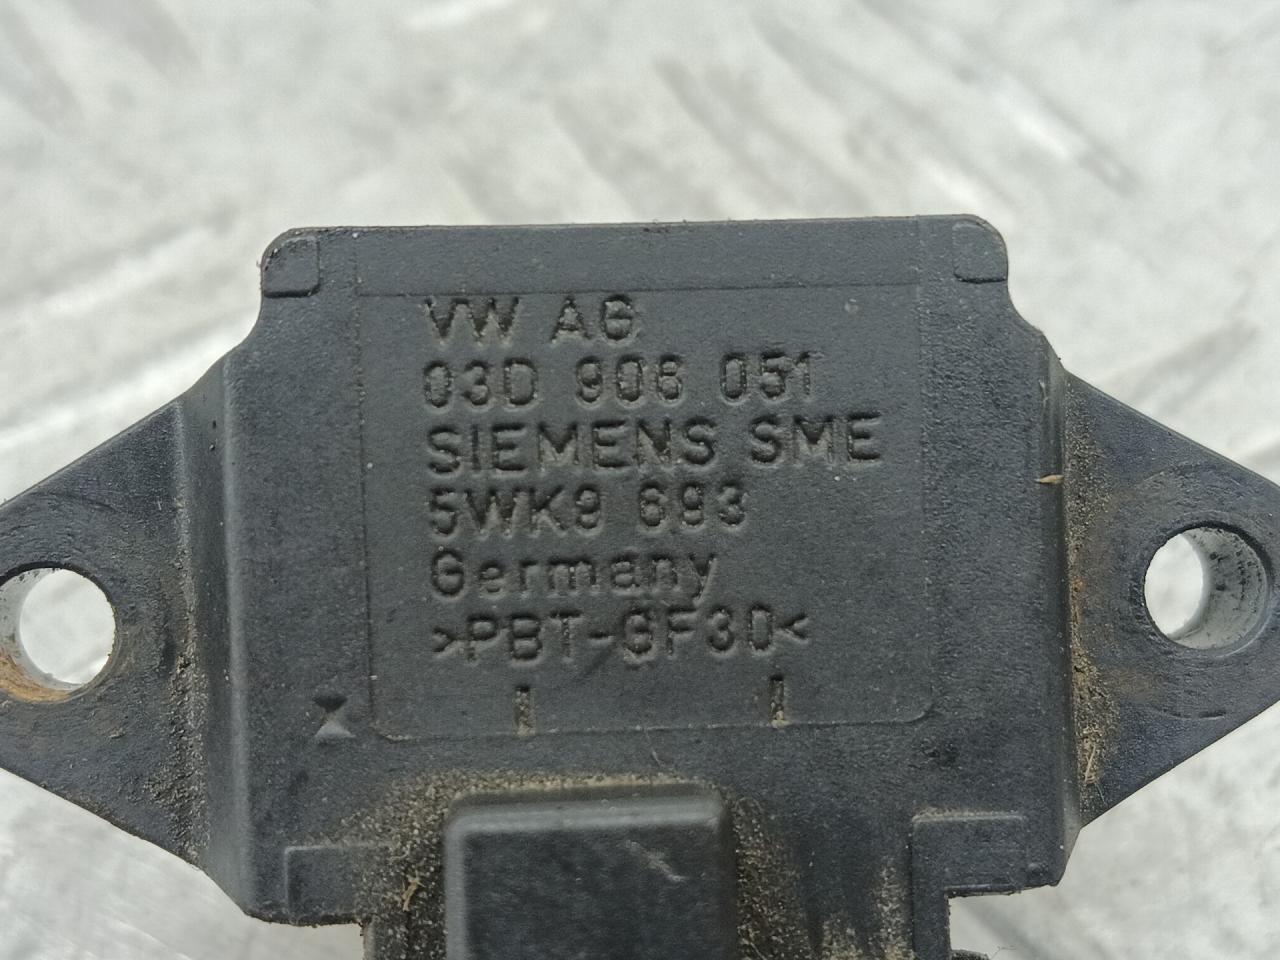 VW AG
03D 906 051
SIEMENS SME
5WK9 693
Germany
>PBT-GF30<